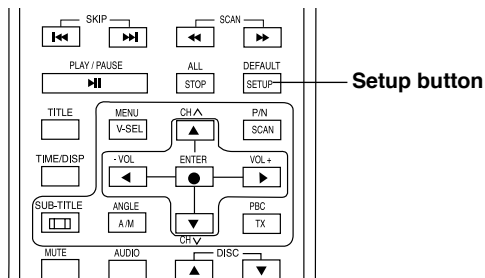 SKIP SCAN
PLAY / PAUSE ALL DEFAULT
STOP SETUP Setup button
TITLE MENU CH P/N
V-SEL SCAN
TIME/DISP - VOL ENTER VOL +
SUB-TITLE ANGLE PBC
A/M TX
CH
MUTE AUDIO DISC